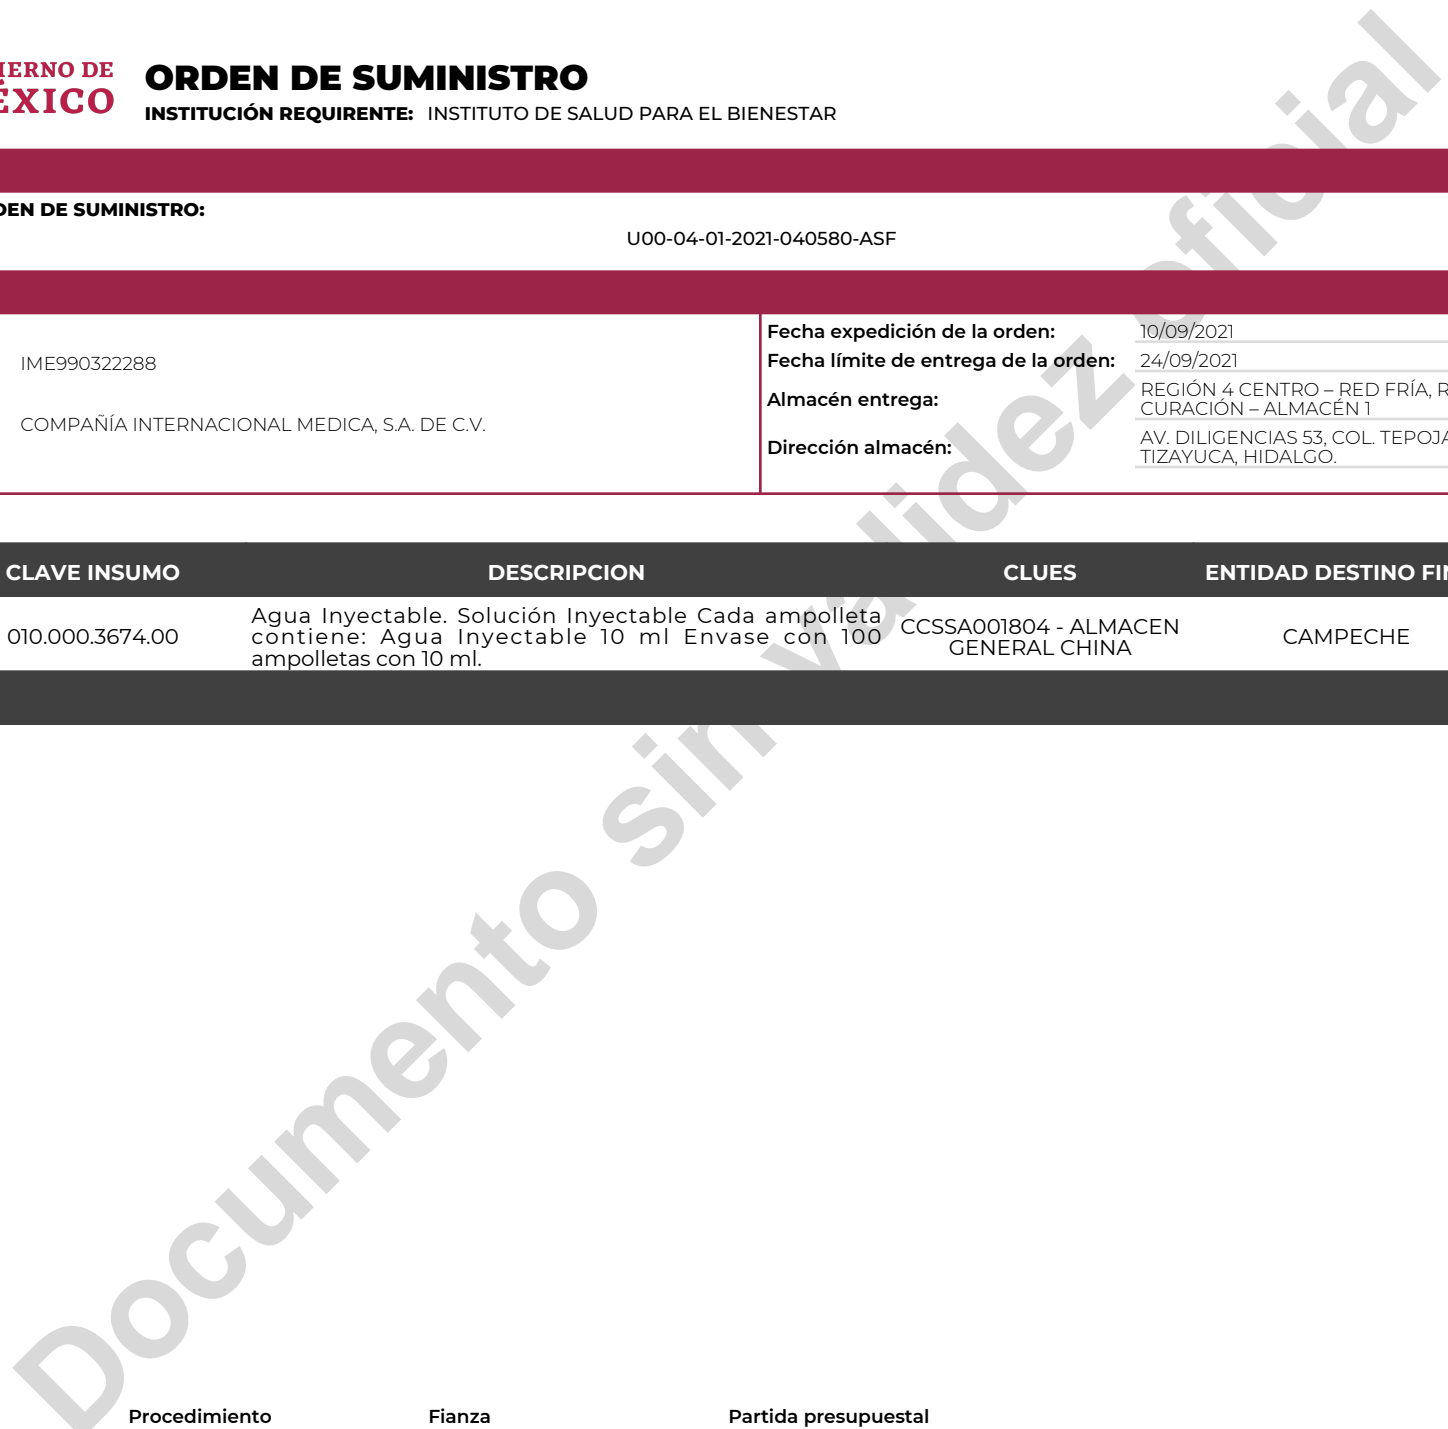 IERNO DE
ÉXICO
ORDEN DE SUMINISTRO
INSTITUCIÓN REQUIRENTE: INSTITUTO DE SALUD PARA EL BIENESTAR
DEN DE SUMINISTRO:
U00-04-01-2021-040580-ASF
IME990322288
COMPAÑÍA INTERNACIONAL MEDICA, S.A. DE C.V.
Fecha expedición de la orden: 10/09/2021
Fecha límite de entrega de la orden: 24/09/2021
Almacén entrega: REGIÓN 4 CENTRO – RED FRÍA, R
CURACIÓN – ALMACÉN 1
Dirección almacén: AV. DILIGENCIAS 53, COL. TEPOJA
TIZAYUCA, HIDALGO.
CLAVE INSUMO DESCRIPCION CLUES ENTIDAD DESTINO FIN
010.000.3674.00
Agua Inyectable. Solución Inyectable Cada ampolleta
contiene: Agua Inyectable 10 ml Envase con 100
ampolletas con 10 ml.
CCSSA001804 - ALMACEN
GENERAL CHINA
CAMPECHE
Documento sin validez oficial
Procedimiento Fianza Partida presupuestal